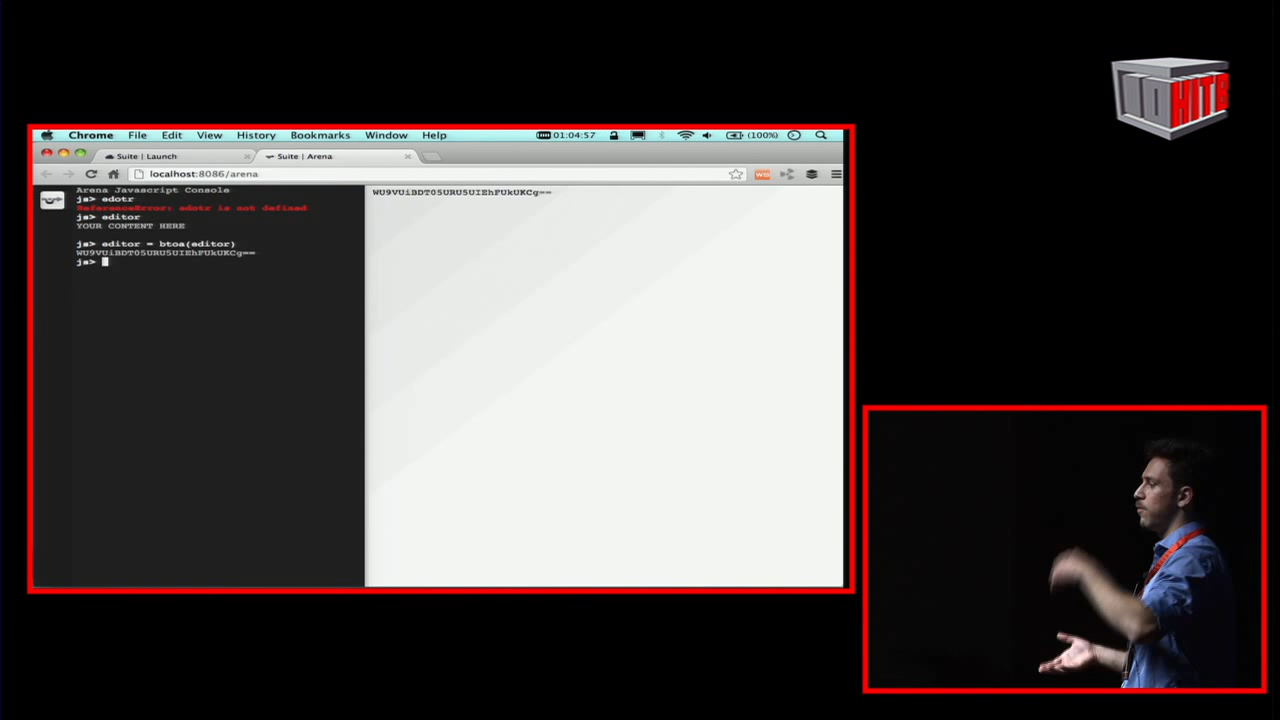 10
HITB
Chrome File Edit View History Bookmarks Window Help 01:04:57 (100%)
Suite | Launch Suite | Arena
localhost:8086/arena
Arena Javascript Console
js> edotr
ReferenceError: edotr is not defined
js> editor
YOUR CONTENT HERE
js> editor = btoa(editor)
WU9VUiBDT05URU5UIEhFUkUKCg==
js>
WU9VUiBDT05URU5UIEhFUkUKCg==